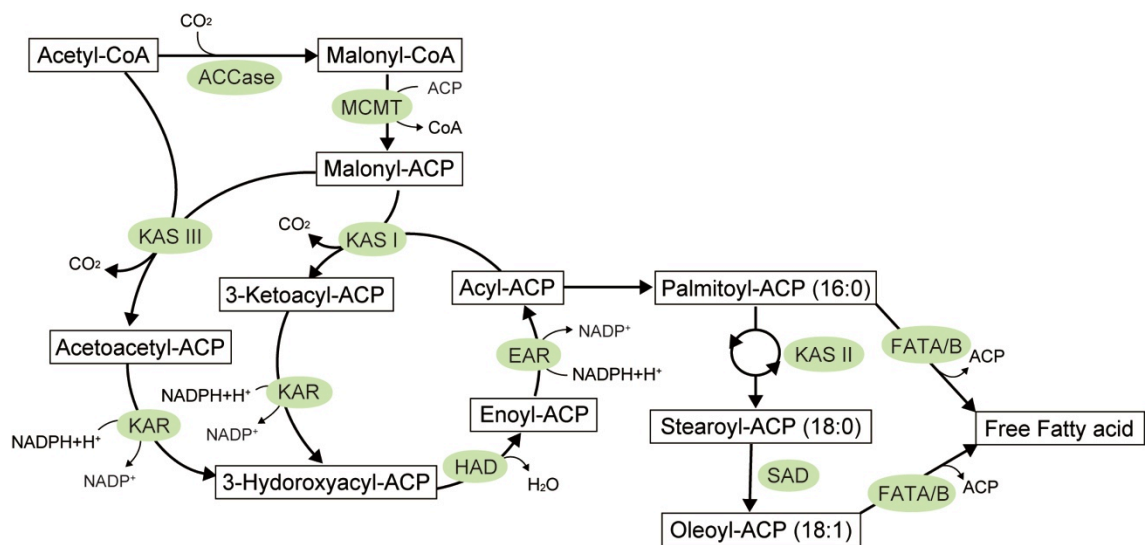 CO₂
Acetyl-CoA
Malonyl-CoA
ACCase
ACP
MCMT
CoA
Malonyl-ACP
CO₂
KAS III
KAS I
CO₂
3-Ketoacyl-ACP
Acyl-ACP
Palmitoyl-ACP (16:0)
NADP⁺
Acetoacetyl-ACP
EAR
KAS II
FATA/B
ACP
NADPH+H⁺
NADPH+H⁺
KAR
NADP⁺
Enoyl-ACP
Stearoyl-ACP (18:0)
Free Fatty acid
NADPH+H⁺
KAR
NADP⁺
3-Hydoroxyacyl-ACP
HAD
H₂O
SAD
FATA/B
ACP
Oleoyl-ACP (18:1)